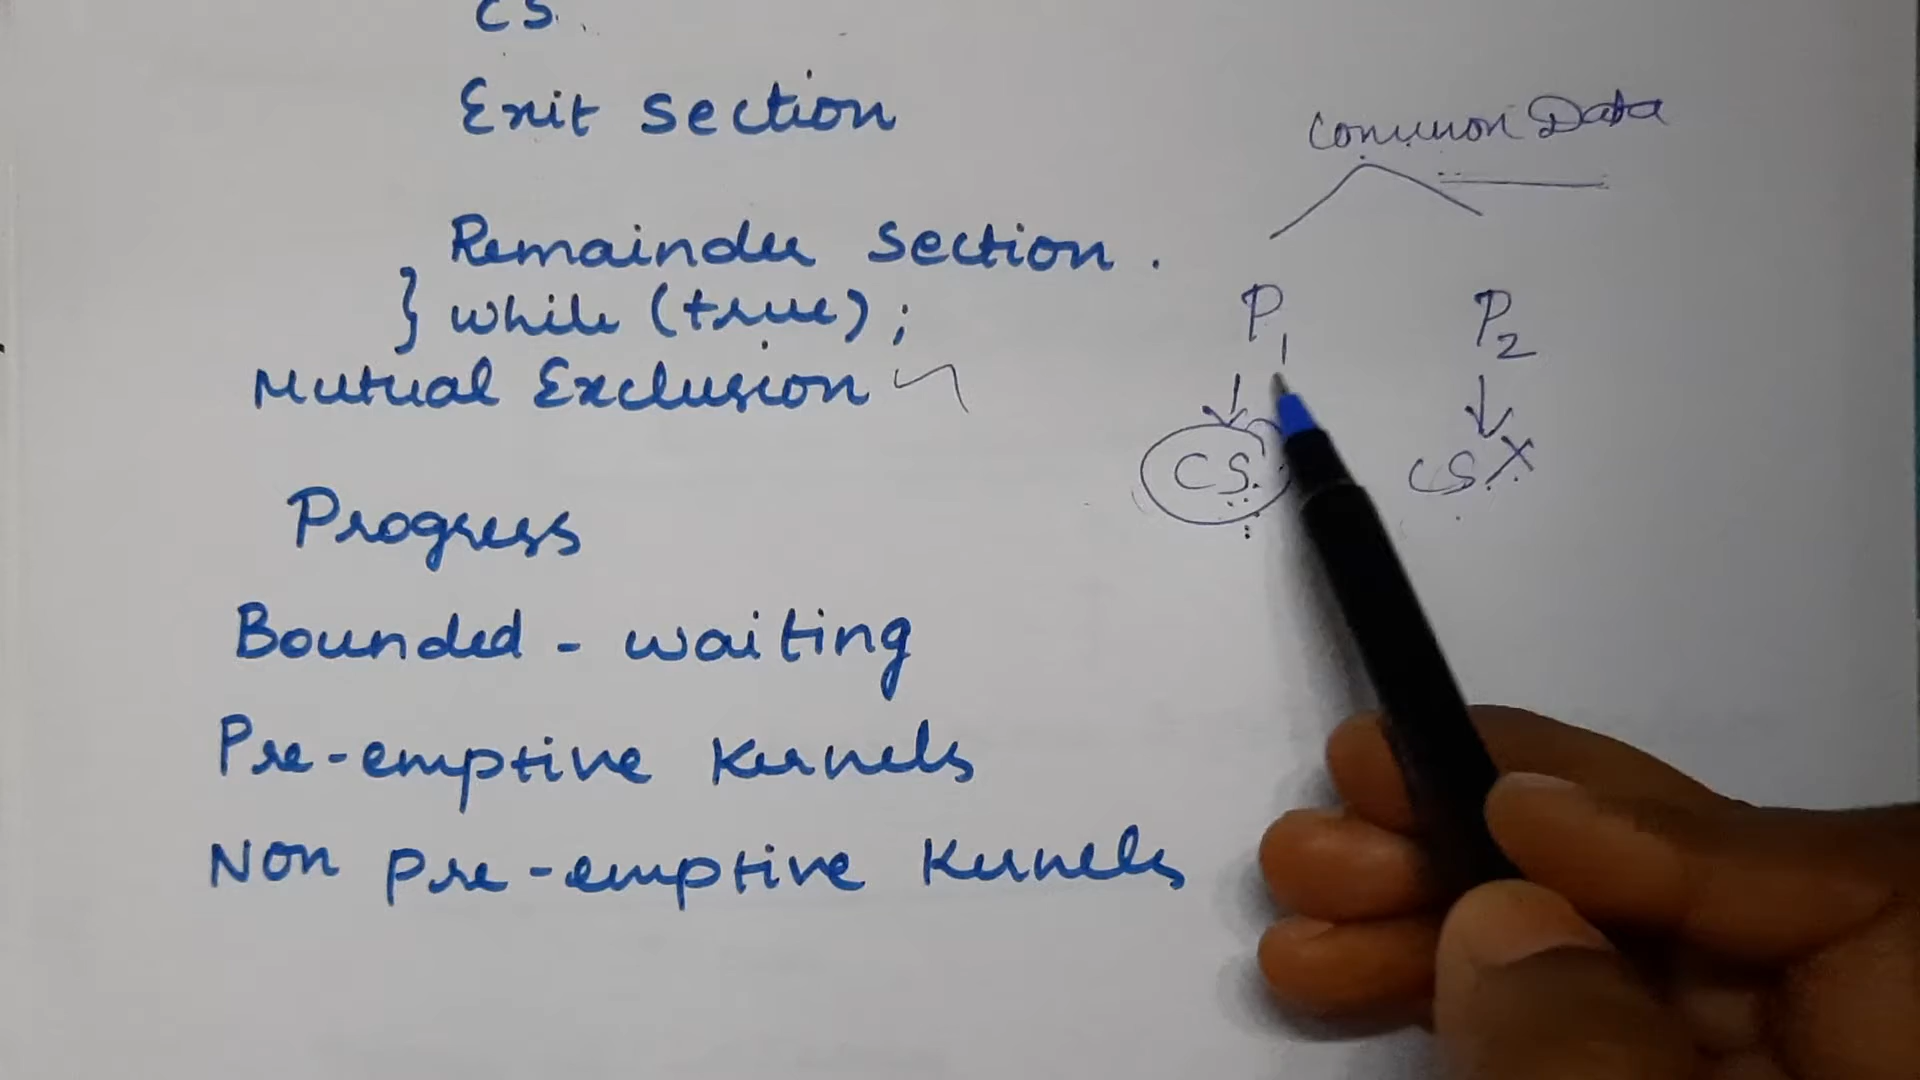 CS.
Exit section
Remainder section.
} while (true);
Mutual Exclusion
Progress
Bounded - waiting
Pre-emptive Kernels
Non pre-emptive Kernels
Common Data
P1 P2
CS CS X